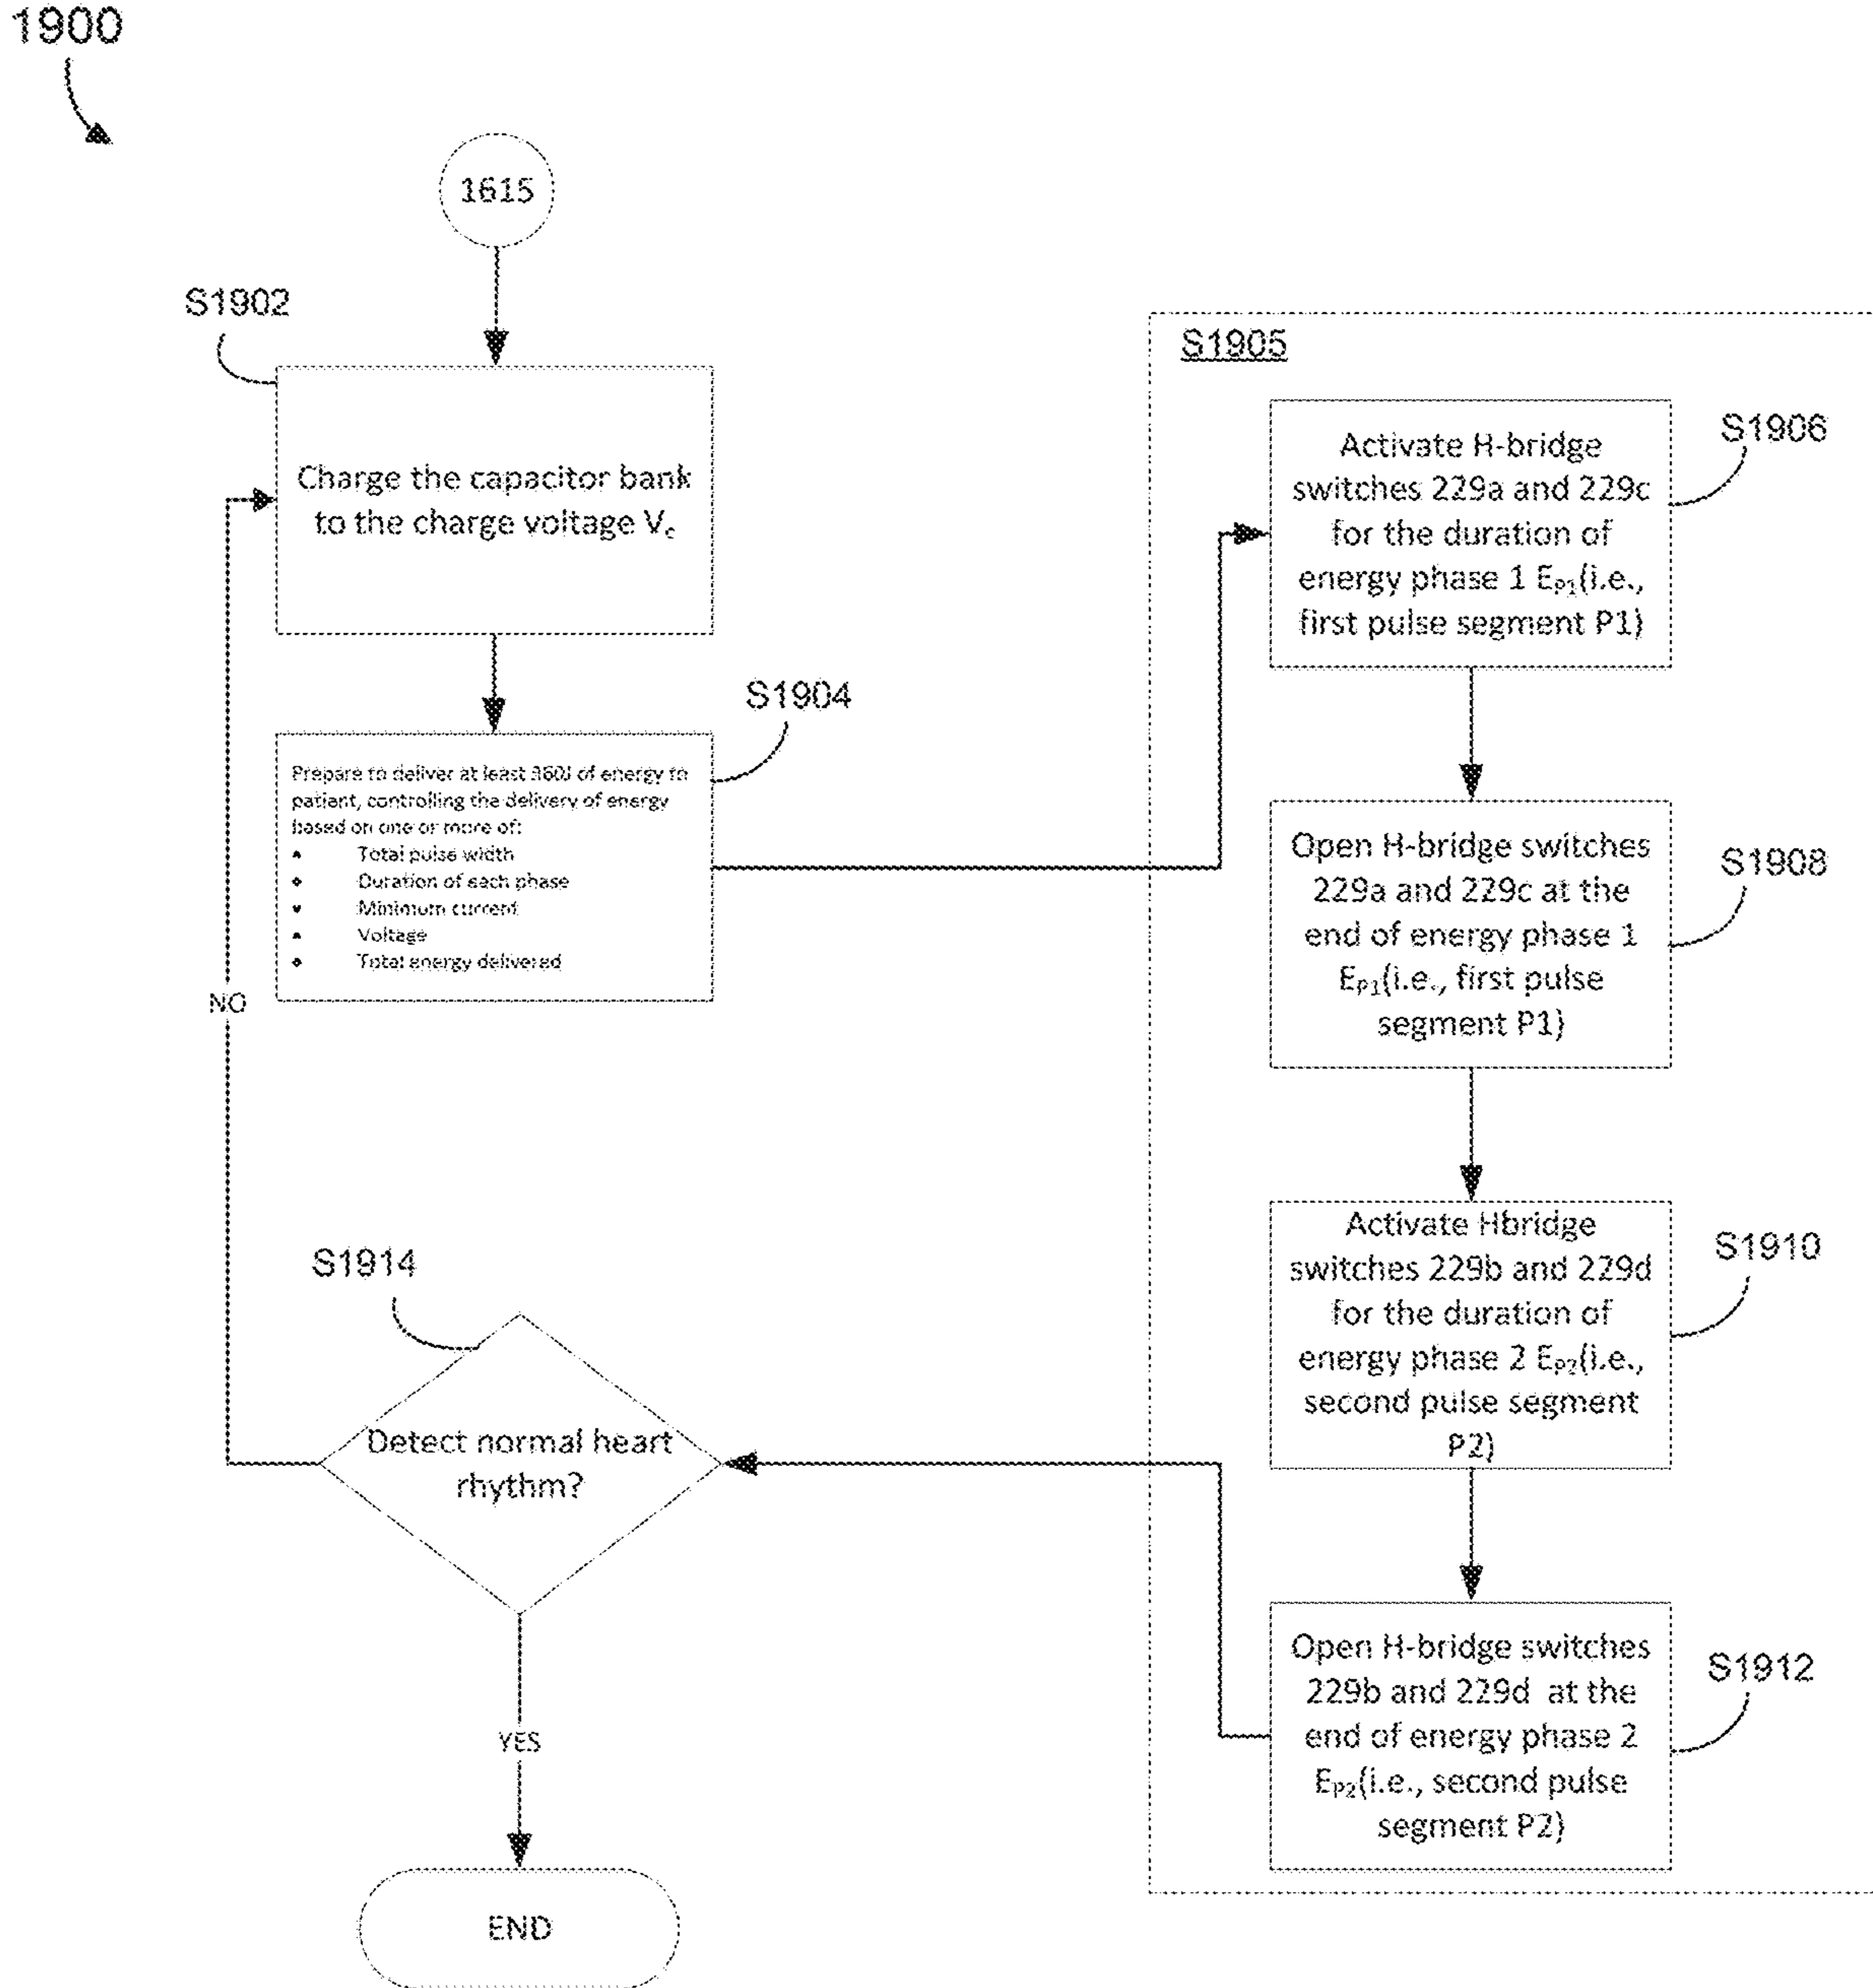 1900
1615
S1902
Charge the capacitor bank
to the charge voltage Vc
S1904
Prepare to deliver at least 360J of energy to
patient, controlling the delivery of energy
based on one or more of:
Total pulse width
Duration of each phase
Minimum current
Voltage
Total energy delivered
S1905
S1906
Activate H-bridge
switches 229a and 229c
for the duration of
energy phase 1 EP1(i.e.,
first pulse segment P1)
S1908
Open H-bridge switches
229a and 229c at the
end of energy phase 1
EP1(i.e., first pulse
segment P1)
S1910
Activate Hbridge
switches 229b and 229d
for the duration of
energy phase 2 EP2(i.e.,
second pulse segment
P2)
S1912
Open H-bridge switches
229b and 229d at the
end of energy phase 2
EP2(i.e., second pulse
segment P2)
S1914
Detect normal heart
rhythm?
NO
YES
END